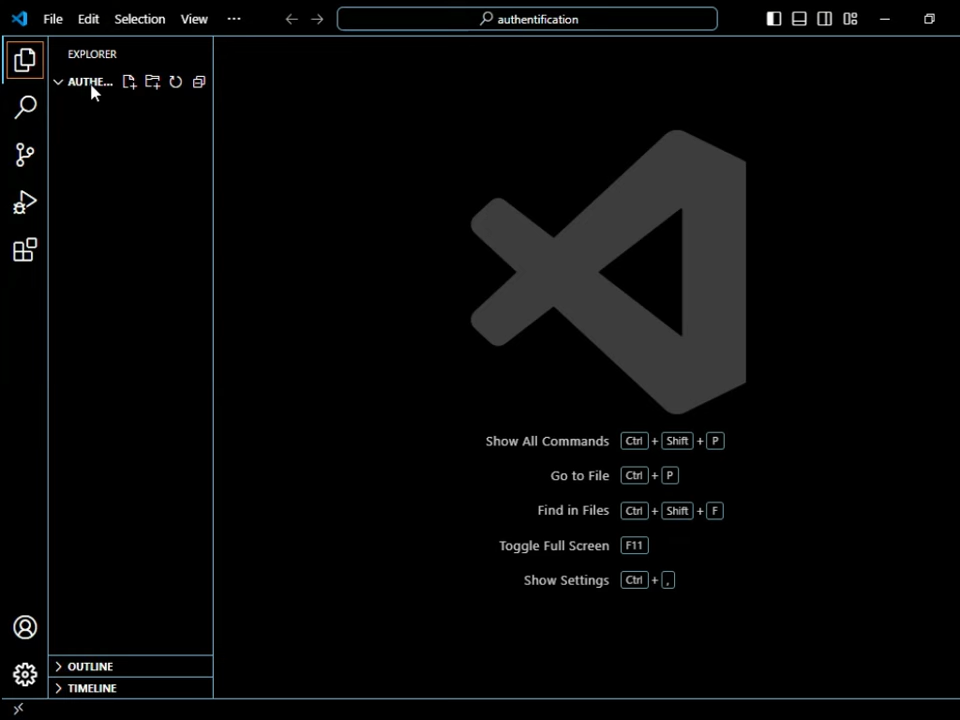 File Edit Selection View ...
authentification
EXPLORER
AUTHE...
Show All Commands Ctrl + Shift + P
Go to File Ctrl + P
Find in Files Ctrl + Shift + F
Toggle Full Screen F11
Show Settings Ctrl + ,
OUTLINE
TIMELINE